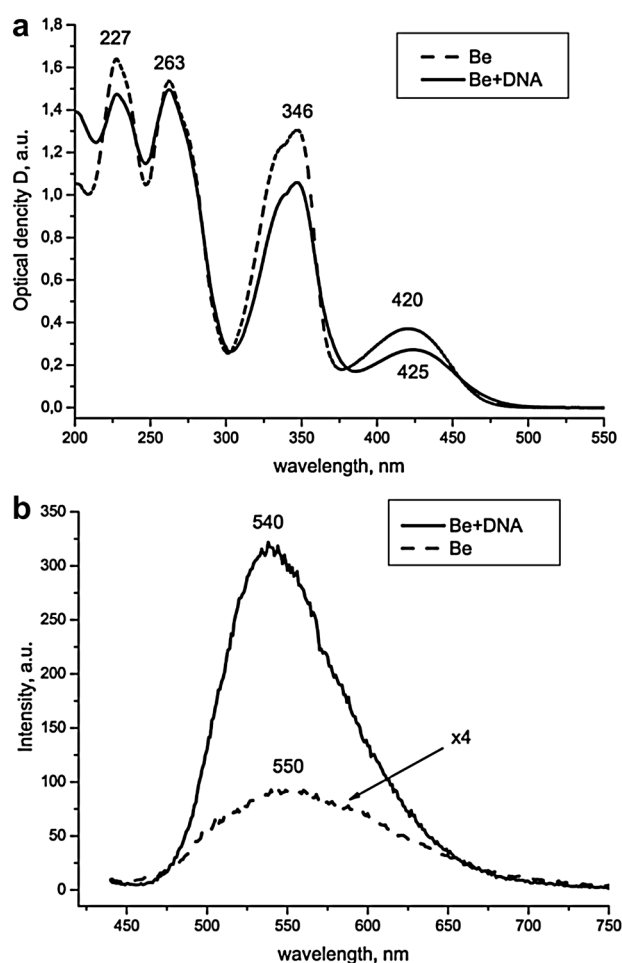 a
1,8
1,6
1,4
1,2
1,0
0,8
0,6
0,4
0,2
0,0
Optical dencity D, a.u.
227
263
346
420
425
Be
Be+DNA
200 250 300 350 400 450 500 550
wavelength, nm
b
350
300
250
200
150
100
50
0
Intensity, a.u.
540
550
x4
Be+DNA
Be
450 500 550 600 650 700 750
wavelength, nm